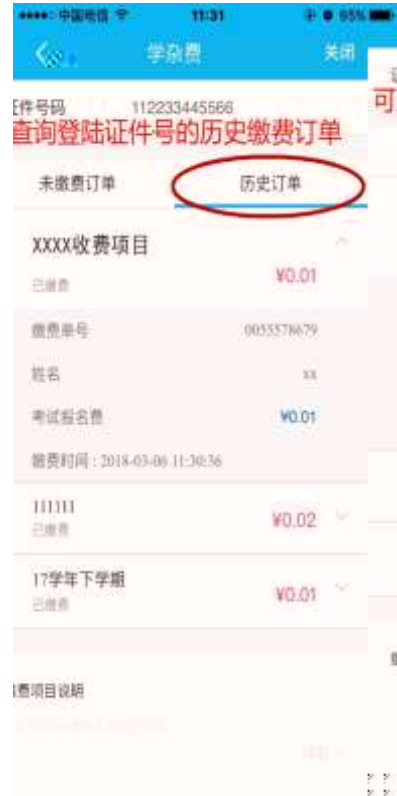 中国电信 11:31 65%
学杂费 关闭
证件号码 112233445566
查询登陆证件号的历史缴费订单
可
未缴费订单 历史订单
XXXX收费项目
已缴费 ¥0.01
缴费单号 0055578679
姓名 xx
考试报名费 ¥0.01
缴费时间：2018-03-06 11:30:36
111111
已缴费 ¥0.02
17学年下学期
已缴费 ¥0.01
费项目说明